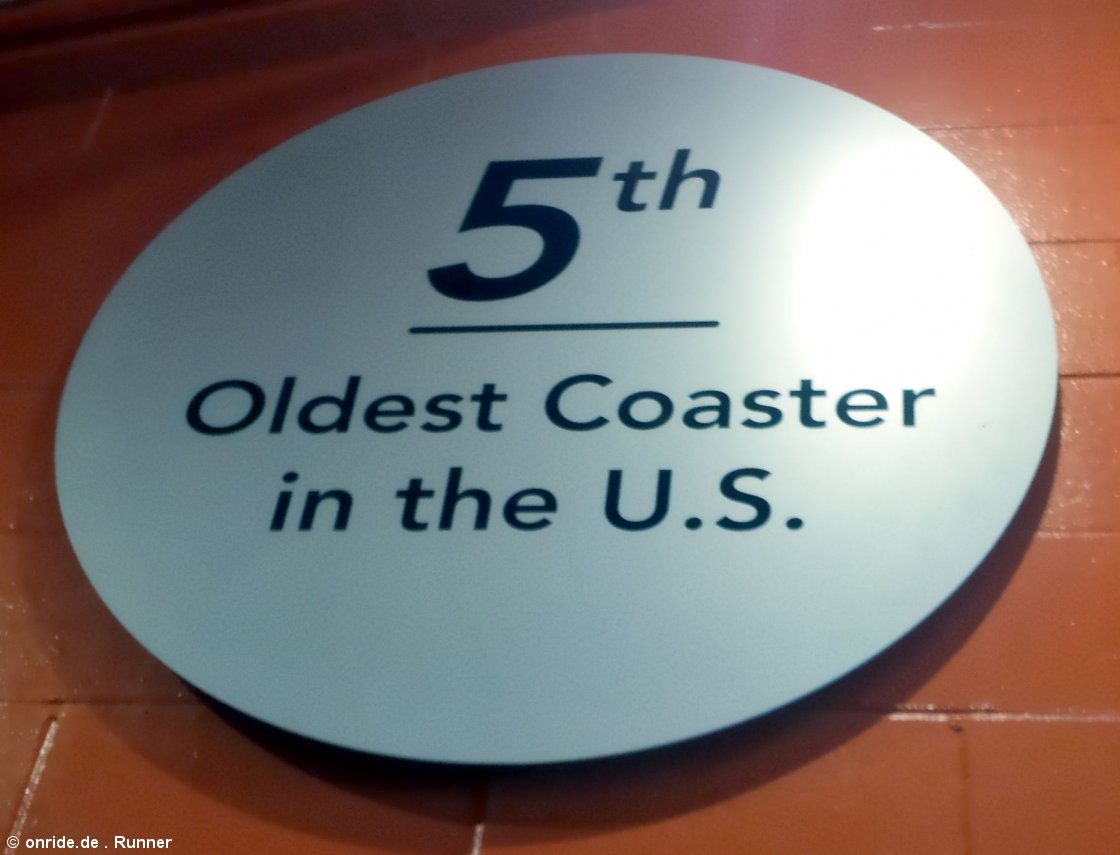 5th
Oldest Coaster
in the U.S.
© onride.de . Runner